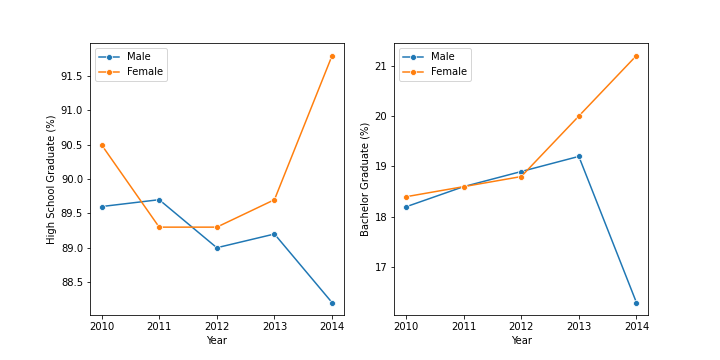 Male
Female
91.5
91.0
90.5
90.0
89.5
89.0
88.5
High School Graduate (%)
2010 2011 2012 2013 2014
Year
Male
Female
21
20
19
18
17
Bachelor Graduate (%)
2010 2011 2012 2013 2014
Year